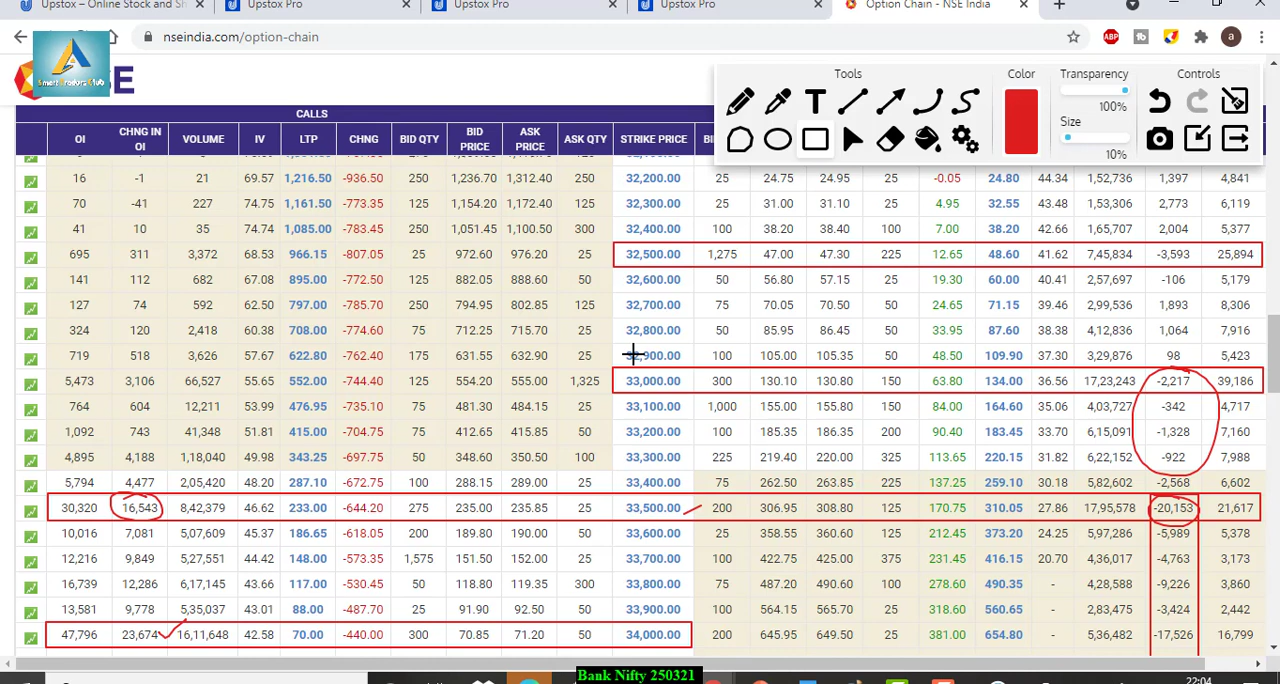 Upstox – Online Stock and Sh
Upstox Pro
Upstox Pro
Upstox Pro
Option Chain - NSE India
nseindia.com/option-chain
ABP
a
Smart Traders Club
E
Tools
Color
Transparency
Controls
100%
Size
10%
CALLS
OI CHNG IN OI VOLUME IV LTP CHNG BID QTY BID PRICE ASK PRICE ASK QTY STRIKE PRICE
16 -1 21 69.57 1,216.50 -936.50 250 1,236.70 1,312.40 250 32,200.00 25 24.75 24.95 25 -0.05 24.80 44.34 1,52,736 1,397 4,841
70 -41 227 74.75 1,161.50 -773.35 125 1,154.20 1,172.40 125 32,300.00 25 31.00 31.10 25 4.95 32.55 43.48 1,53,306 2,773 6,119
41 10 35 74.74 1,085.00 -783.45 250 1,051.45 1,100.50 300 32,400.00 100 38.20 38.40 100 7.00 38.20 42.66 1,65,707 2,004 5,377
695 311 3,372 68.53 966.15 -807.05 25 972.60 976.20 25 32,500.00 1,275 47.00 47.30 225 12.65 48.60 41.62 7,45,834 -3,593 25,894
141 112 682 67.08 895.00 -772.50 125 882.05 888.60 50 32,600.00 50 56.80 57.15 25 19.30 60.00 40.41 2,57,697 -106 5,179
127 74 592 62.50 797.00 -785.70 250 794.95 802.85 125 32,700.00 75 70.05 70.50 50 24.65 71.15 39.46 2,99,536 1,893 8,306
324 120 2,418 60.38 708.00 -774.60 75 712.25 715.70 125 32,800.00 50 85.95 86.45 50 33.95 87.60 38.38 4,12,836 1,064 7,916
719 518 3,626 57.67 622.80 -762.40 175 631.55 632.90 25 32,900.00 100 105.00 105.35 50 48.50 109.90 37.30 3,29,876 98 5,423
5,473 3,106 66,527 55.65 552.00 -744.40 125 554.20 555.00 1,325 33,000.00 300 130.10 130.80 150 63.80 134.00 36.56 17,23,243 -2,217 39,186
764 604 12,211 53.99 476.95 -735.10 75 481.30 484.15 25 33,100.00 1,000 155.00 155.80 150 84.00 164.60 35.06 4,03,727 -342 4,717
1,092 743 41,348 51.81 415.00 -704.75 50 412.65 415.85 50 33,200.00 100 185.35 186.35 200 90.40 183.45 33.70 6,15,091 -1,328 7,160
4,895 4,188 1,18,040 49.98 343.25 -697.75 50 348.60 350.50 100 33,300.00 225 219.40 220.00 325 113.65 220.15 31.82 6,22,152 -922 7,988
5,794 4,477 2,05,420 48.20 287.10 -672.75 100 288.15 289.00 25 33,400.00 75 262.50 263.85 225 137.25 259.10 30.18 5,82,602 -2,568 6,602
30,320 16,543 8,42,379 46.62 233.00 -644.20 275 235.00 235.85 25 33,500.00 200 306.95 308.80 125 170.75 310.05 27.86 17,95,578 -20,153 21,617
10,016 7,081 5,07,609 45.37 186.65 -618.05 200 189.80 190.00 50 33,600.00 25 358.55 360.60 125 212.45 373.20 24.25 5,97,286 -5,989 5,378
12,216 9,849 5,27,551 44.42 148.00 -573.35 1,575 151.50 152.00 25 33,700.00 100 422.75 425.00 375 231.45 416.15 20.70 4,36,017 -4,763 3,173
16,739 12,286 6,17,145 43.66 117.00 -530.45 50 118.80 119.35 300 33,800.00 75 487.20 490.60 100 278.60 490.35 - 4,28,588 -9,226 3,860
13,581 9,778 5,35,037 43.01 88.00 -487.70 25 91.90 92.50 50 33,900.00 100 564.15 565.70 50 318.60 560.65 - 2,83,475 -3,424 2,442
47,796 23,674 16,11,648 42.58 70.00 -440.00 300 70.85 71.20 50 34,000.00 200 645.95 649.50 25 381.00 654.80 - 5,36,482 -17,526 16,799
Bank Nifty 250321
22:04